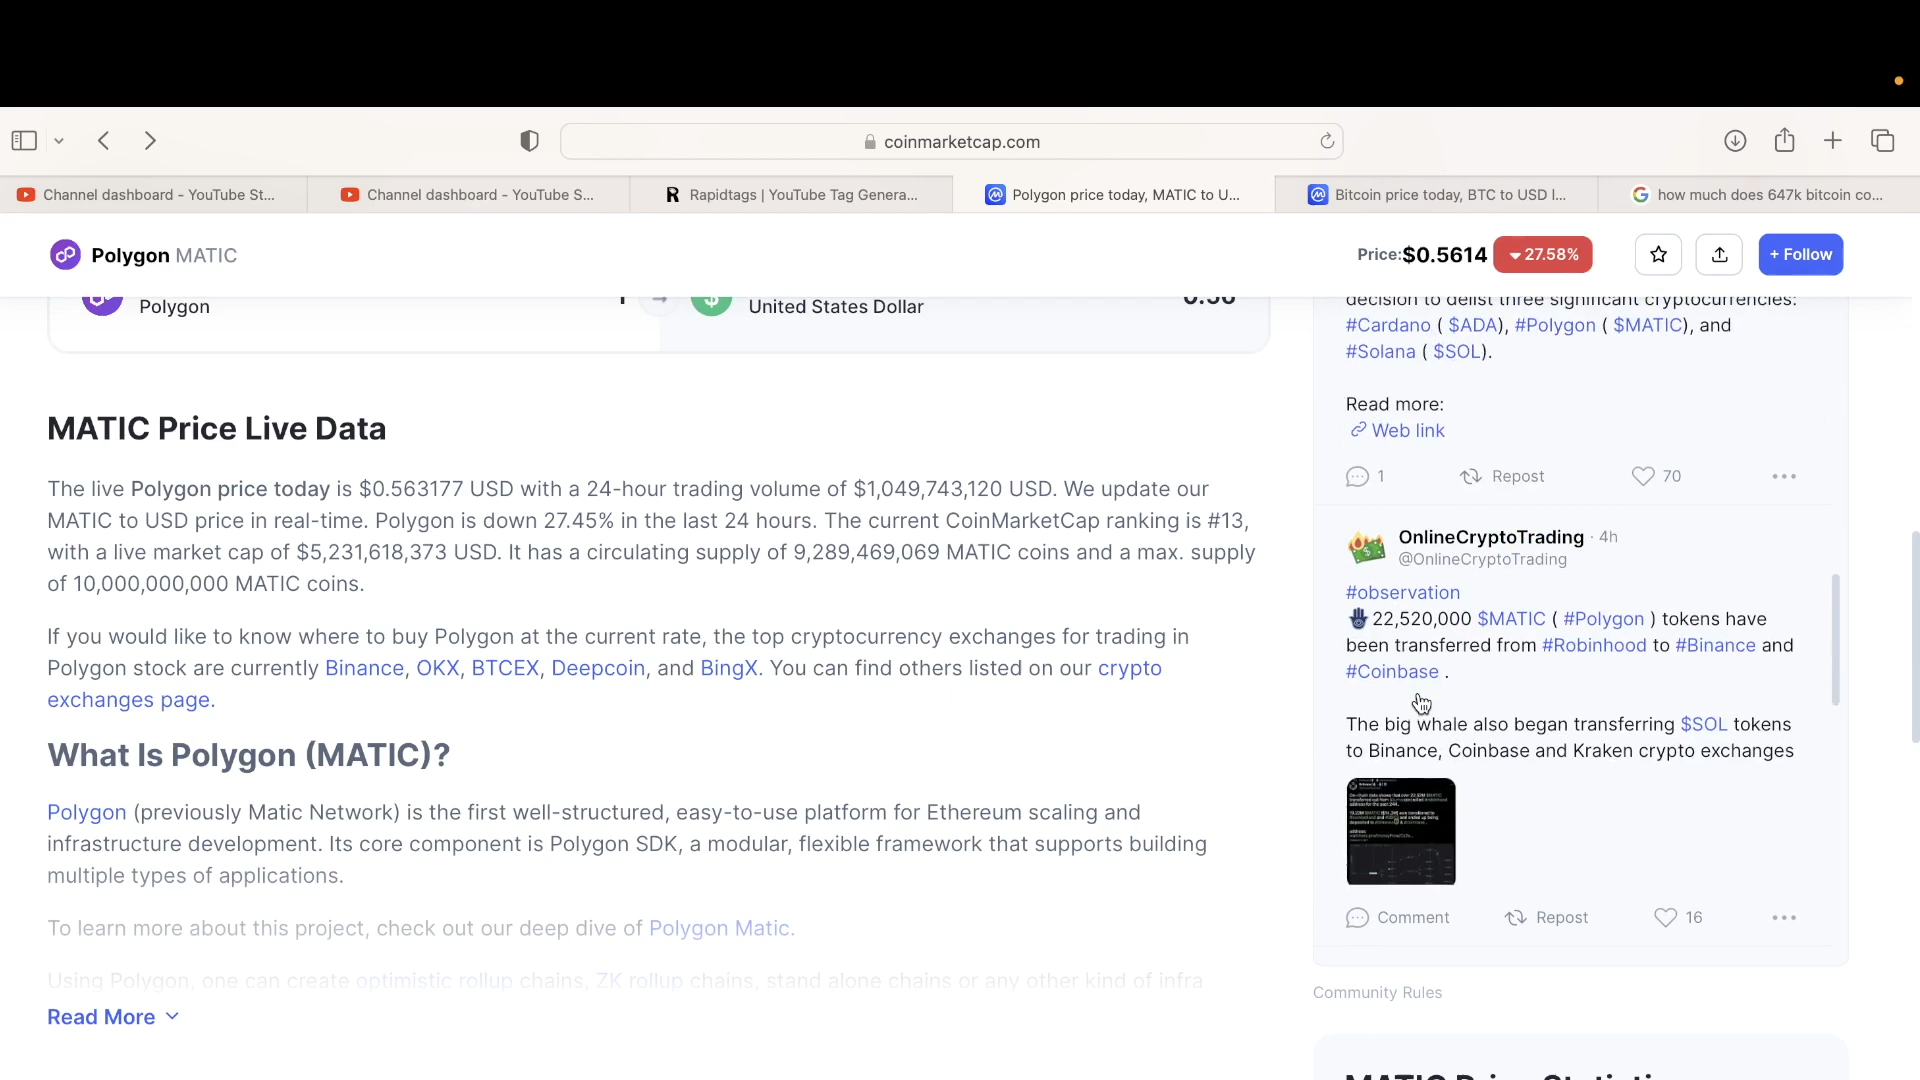 coinmarketcap.com
Channel dashboard - YouTube St...
Channel dashboard - YouTube S...
Rapidtags | YouTube Tag Genera...
Polygon price today, MATIC to U...
Bitcoin price today, BTC to USD l...
how much does 647k bitcoin co...
Polygon MATIC
Price:$0.5614 27.58%
+ Follow
Polygon
1
United States Dollar
0.56
MATIC Price Live Data
The live Polygon price today is $0.563177 USD with a 24-hour trading volume of $1,049,743,120 USD. We update our
MATIC to USD price in real-time. Polygon is down 27.45% in the last 24 hours. The current CoinMarketCap ranking is #13,
with a live market cap of $5,231,618,373 USD. It has a circulating supply of 9,289,469,069 MATIC coins and a max. supply
of 10,000,000,000 MATIC coins.
If you would like to know where to buy Polygon at the current rate, the top cryptocurrency exchanges for trading in
Polygon stock are currently Binance, OKX, BTCEX, Deepcoin, and BingX. You can find others listed on our crypto
exchanges page.
What Is Polygon (MATIC)?
Polygon (previously Matic Network) is the first well-structured, easy-to-use platform for Ethereum scaling and
infrastructure development. Its core component is Polygon SDK, a modular, flexible framework that supports building
multiple types of applications.
To learn more about this project, check out our deep dive of Polygon Matic.
Using Polygon, one can create optimistic rollup chains, ZK rollup chains, stand alone chains or any other kind of infra
Read More
decision to delist three significant cryptocurrencies:
#Cardano ( $ADA), #Polygon ( $MATIC), and
#Solana ( $SOL).
Read more:
Web link
1 Repost 70
OnlineCryptoTrading · 4h
@OnlineCryptoTrading
#observation
22,520,000 $MATIC ( #Polygon ) tokens have
been transferred from #Robinhood to #Binance and
#Coinbase .
The big whale also began transferring $SOL tokens
to Binance, Coinbase and Kraken crypto exchanges
Comment Repost 16
Community Rules
MATIC Price Statisti